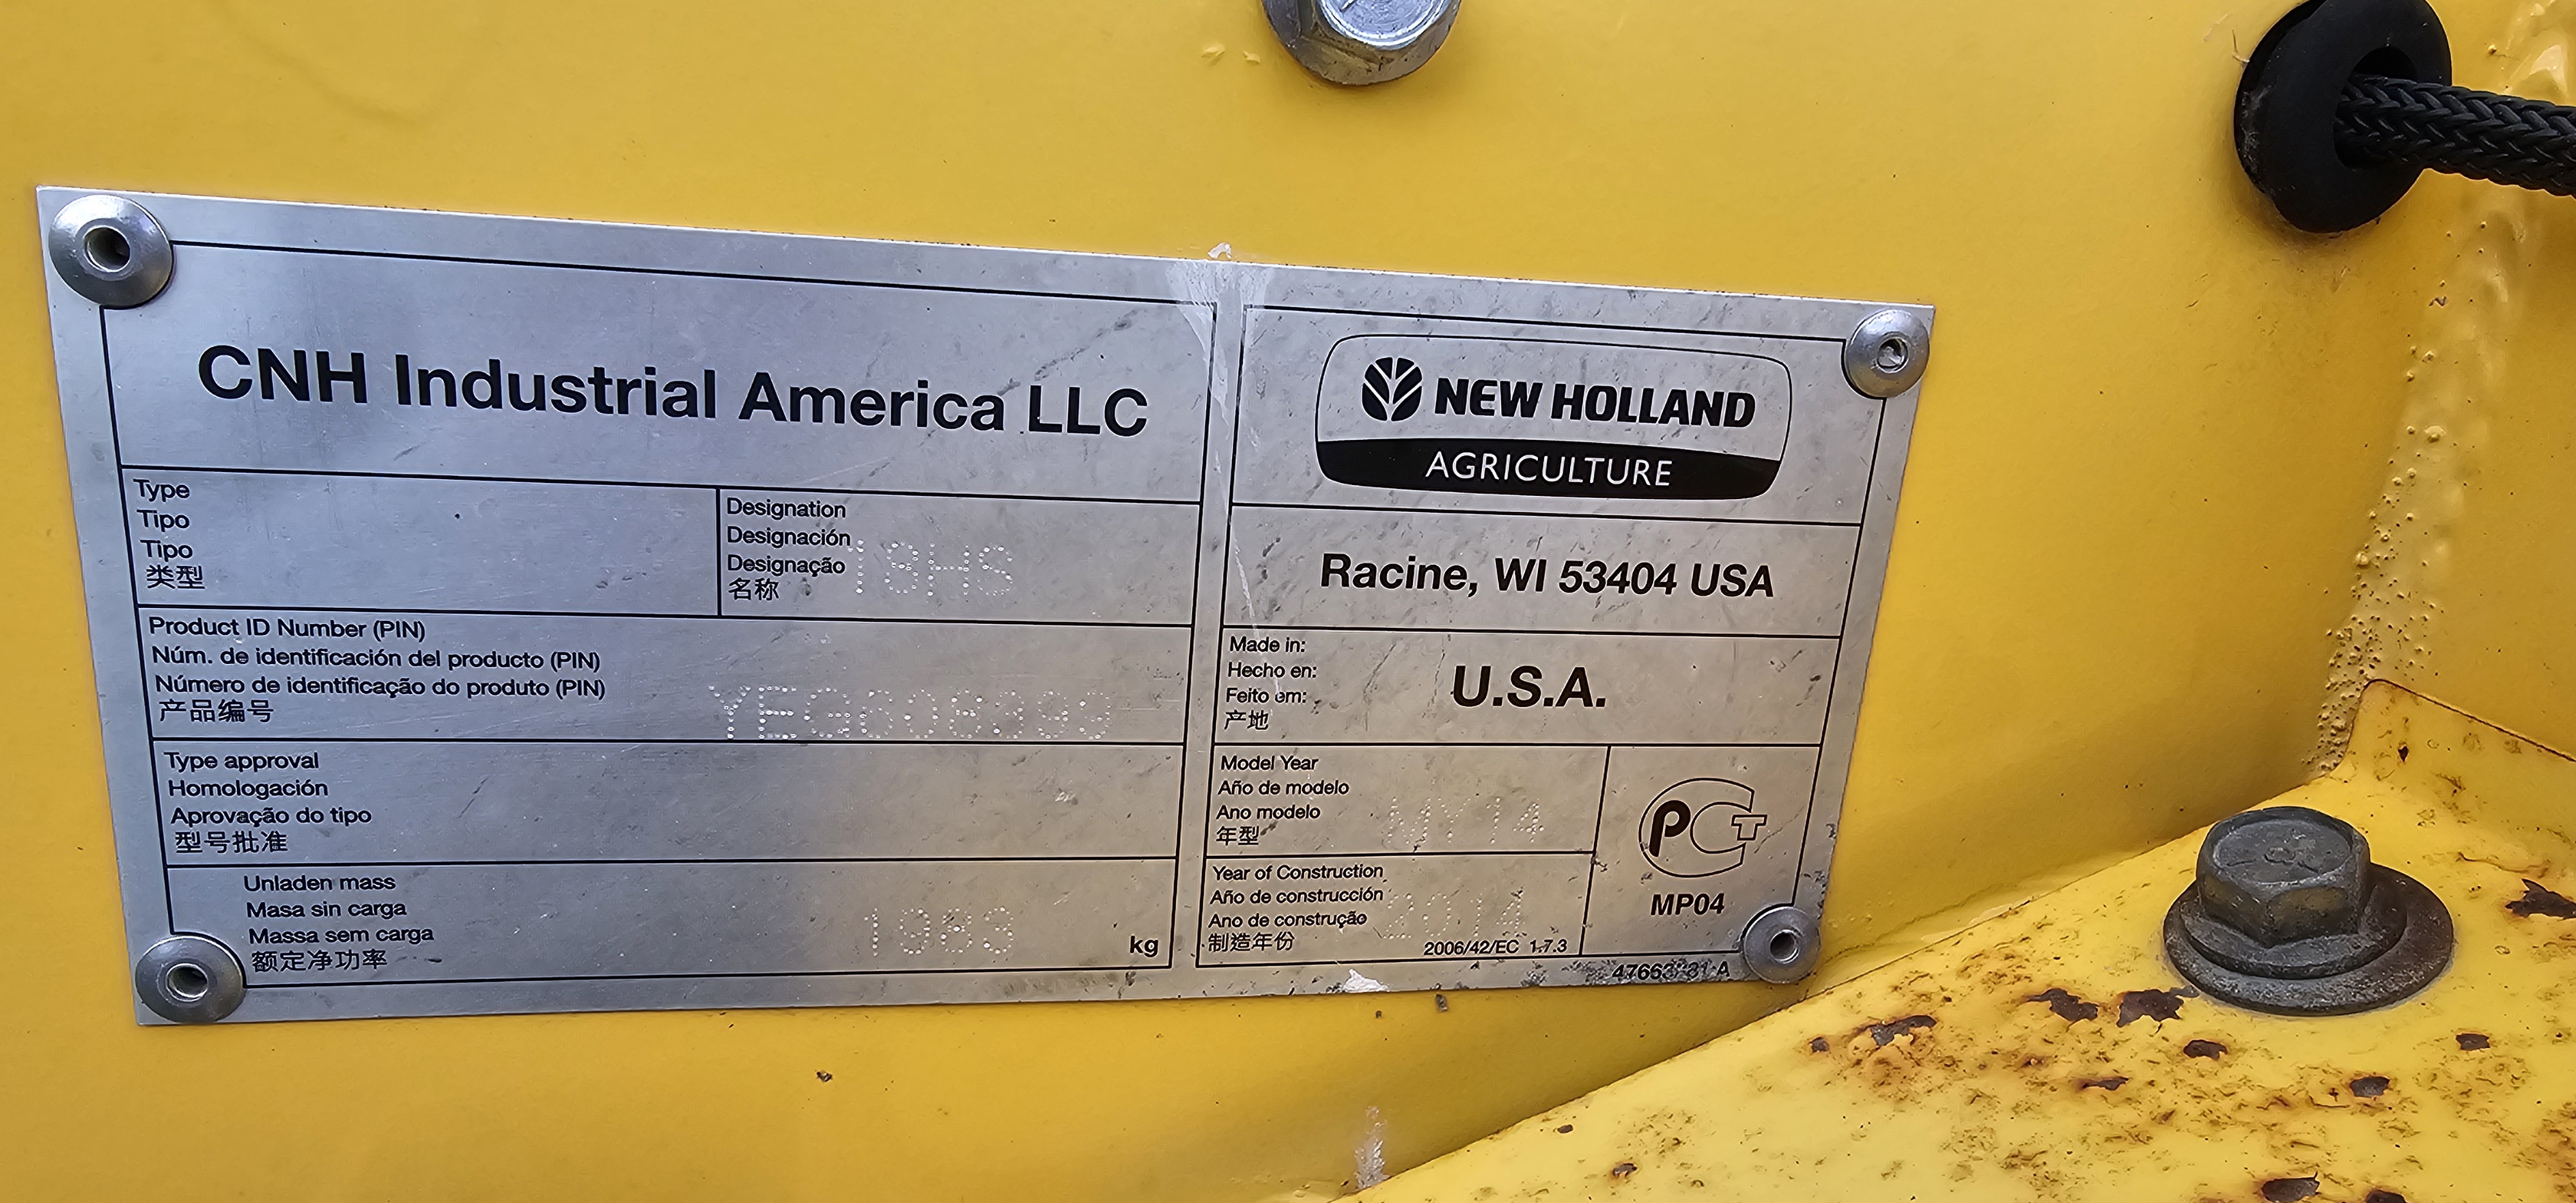 CNH Industrial America LLC
Type
Tipo
Tipo
类型
Designation
Designación
Designação
名称
18HS
Product ID Number (PIN)
Núm. de identificación del producto (PIN)
Número de identificação do produto (PIN)
产品编号
Type approval
Homologación
Aprovação do tipo
型号批准
Unladen mass
Masa sin carga
Massa sem carga
额定净功率
1983
kg
NEW HOLLAND
AGRICULTURE
Racine, WI 53404 USA
Made in:
Hecho en:
Feito em:
产地
U.S.A.
Model Year
Año de modelo
Ano modelo
年型
MY14
Year of Construction
Año de construcción
Ano de construção
制造年份
2014
2006/42/EC 1.7.3
РСТ
MP04